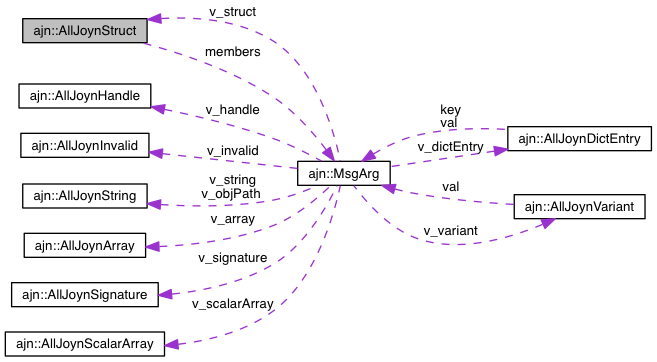 v_struct
ajn::AllJoynStruct
members
ajn::AllJoynHandle
v_handle
key
val
ajn::AllJoynInvalid
v_invalid
v_dictEntry
ajn::AllJoynDictEntry
ajn::MsgArg
v_string
v_objPath
ajn::AllJoynString
val
ajn::AllJoynVariant
v_array
v_variant
ajn::AllJoynArray
v_signature
ajn::AllJoynSignature
v_scalarArray
ajn::AllJoynScalarArray